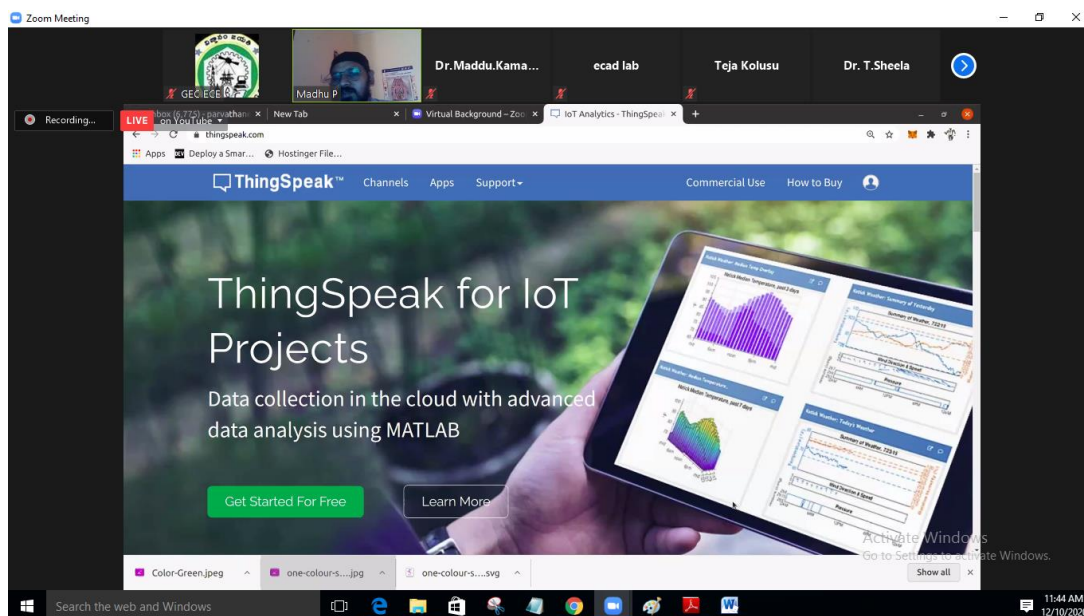 Zoom Meeting
GEC ECE
Madhu P
Dr.Maddu.Kama...
ecad lab
Teja Kolusu
Dr. T.Sheela
Recording...
LIVE on YouTube
New Tab
Virtual Background – Zoo
IoT Analytics - ThingSpeak
thingspeak.com
Apps
Deploy a Smar...
Hostinger File...
ThingSpeak™
Channels
Apps
Support
Commercial Use
How to Buy
ThingSpeak for IoT
Projects
Data collection in the cloud with advanced
data analysis using MATLAB
Get Started For Free
Learn More
Activate Windows
Go to Settings to activate Windows.
Color-Green.jpeg
one-colour-s....jpg
one-colour-s....svg
Show all
Search the web and Windows
11:44 AM